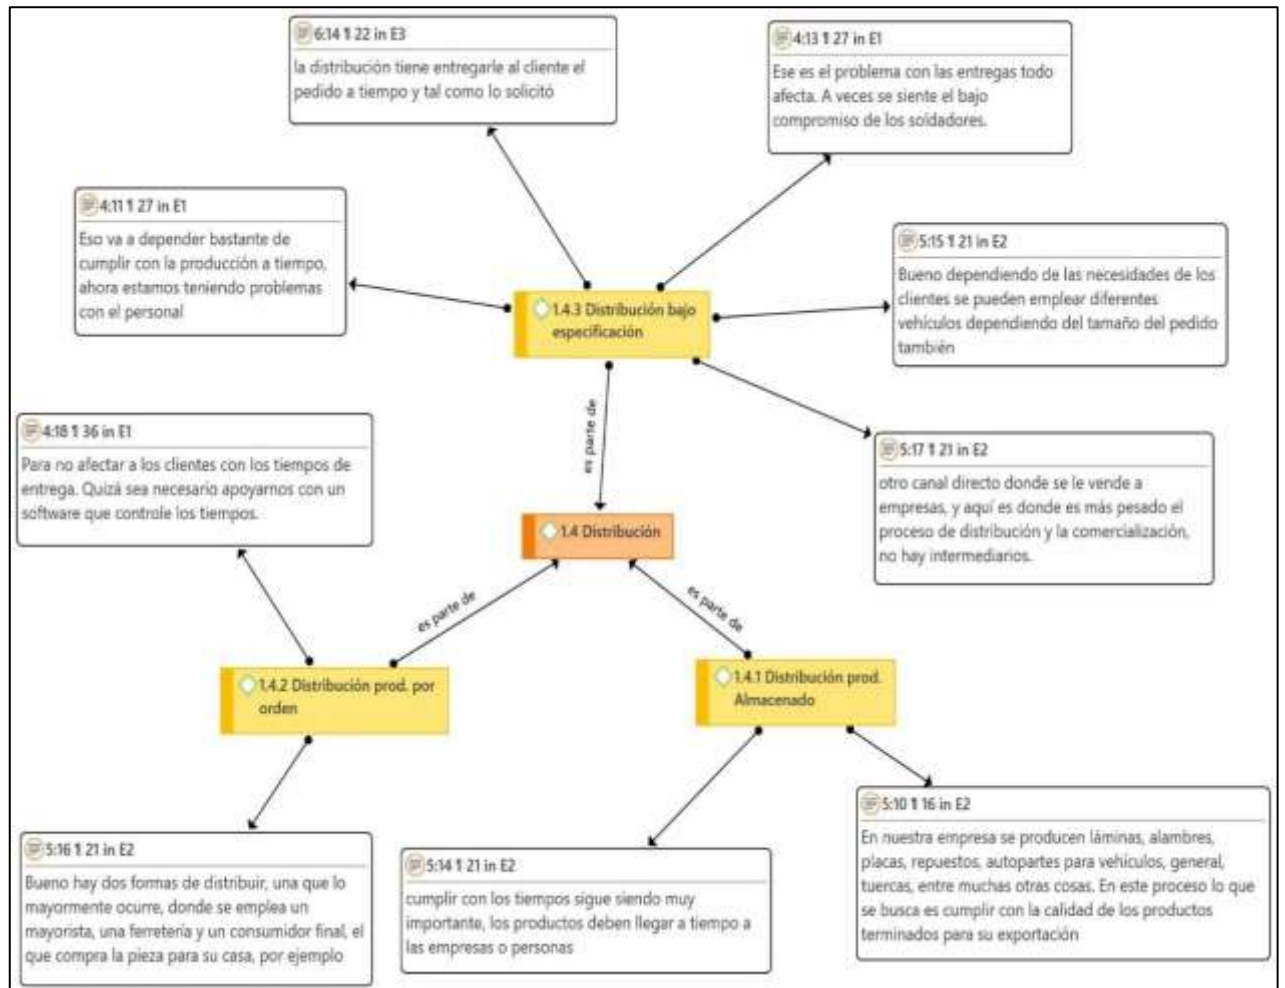 6:14 ¶ 22 in E3
la distribución tiene entregarle al cliente el
pedido a tiempo y tal como lo solicitó
4:13 ¶ 27 in E1
Ese es el problema con las entregas todo
afecta. A veces se siente el bajo
compromiso de los soldadores.
4:11 ¶ 27 in E1
Eso va a depender bastante de
cumplir con la producción a tiempo,
ahora estamos teniendo problemas
con el personal
5:15 ¶ 21 in E2
Bueno dependiendo de las necesidades de los
clientes se pueden emplear diferentes
vehículos dependiendo del tamaño del pedido
también
1.4.3 Distribución bajo
especificación
es parte de
4:18 ¶ 36 in E1
Para no afectar a los clientes con los tiempos de
entrega. Quizá sea necesario apoyarnos con un
software que controle los tiempos.
5:17 ¶ 21 in E2
otro canal directo donde se le vende a
empresas, y aquí es donde es más pesado el
proceso de distribución y la comercialización,
no hay intermediarios.
1.4 Distribución
es parte de
es parte de
1.4.2 Distribución prod. por
orden
1.4.1 Distribución prod.
Almacenado
5:16 ¶ 21 in E2
Bueno hay dos formas de distribuir, una que lo
mayormente ocurre, donde se emplea un
mayorista, una ferretería y un consumidor final, el
que compra la pieza para su casa, por ejemplo
5:14 ¶ 21 in E2
cumplir con los tiempos sigue siendo muy
importante, los productos deben llegar a tiempo a
las empresas o personas
5:10 ¶ 16 in E2
En nuestra empresa se producen láminas, alambres,
placas, repuestos, autopartes para vehículos, general,
tuercas, entre muchas otras cosas. En este proceso lo que
se busca es cumplir con la calidad de los productos
terminados para su exportación